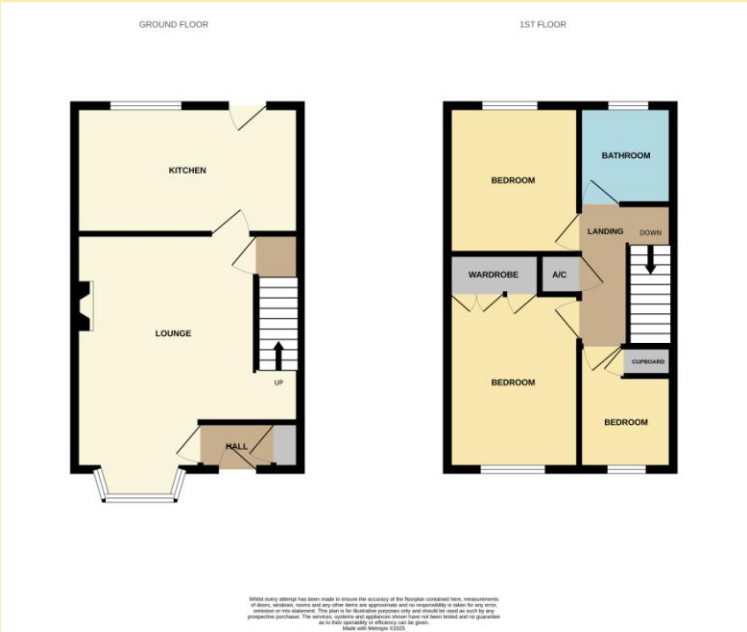 GROUND FLOOR
1ST FLOOR
KITCHEN
LOUNGE
UP
HALL
BEDROOM
BATHROOM
LANDING
DOWN
WARDROBE
A/C
BEDROOM
CUPBOARD
BEDROOM
Whilst every attempt has been made to ensure the accuracy of the floorplan contained here, measurements
of doors, windows, rooms and any other items are approximate and no responsibility is taken for any error,
omission or mis-statement. This plan is for illustrative purposes only and should be used as such by any
prospective purchaser. The services, systems and appliances shown have not been tested and no guarantee
as to their operability or efficiency can be given.
Made with Metropix ©2025